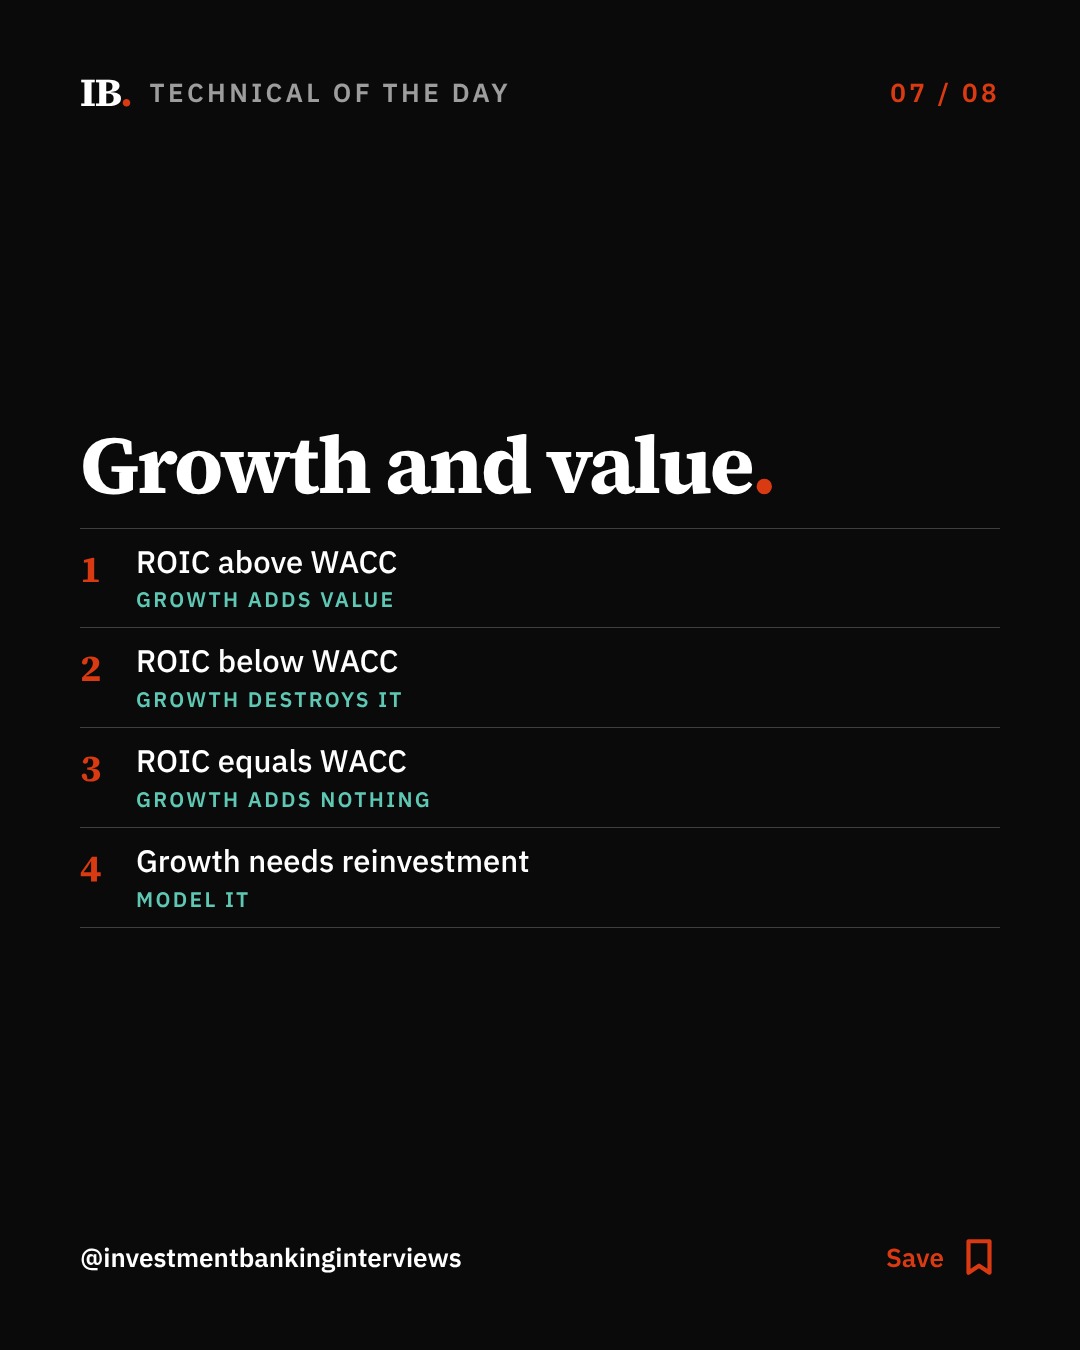 IB. TECHNICAL OF THE DAY
07 / 08
Growth and value.
1 ROIC above WACC
GROWTH ADDS VALUE
2 ROIC below WACC
GROWTH DESTROYS IT
3 ROIC equals WACC
GROWTH ADDS NOTHING
4 Growth needs reinvestment
MODEL IT
@investmentbankinginterviews
Save